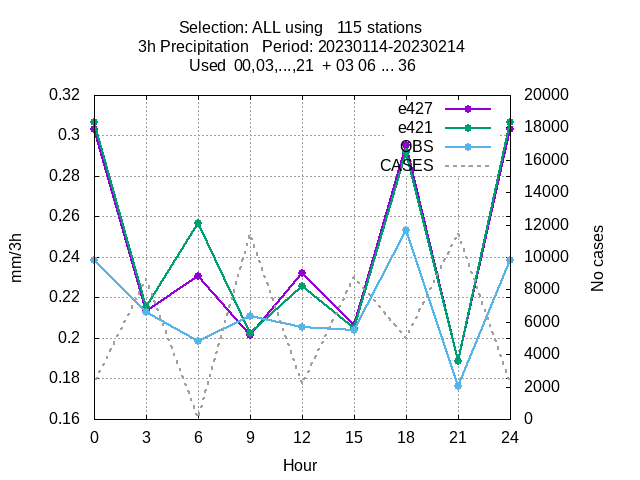 Selection: ALL using   115 stations
3h Precipitation   Period: 20230114-20230214
Used  00,03,...,21  + 03 06 ... 36
e427
e421
OBS
CASES
0.32
0.3
0.28
0.26
0.24
0.22
0.2
0.18
0.16
20000
18000
16000
14000
12000
10000
8000
6000
4000
2000
0
mm/3h
No cases
0 3 6 9 12 15 18 21 24
Hour